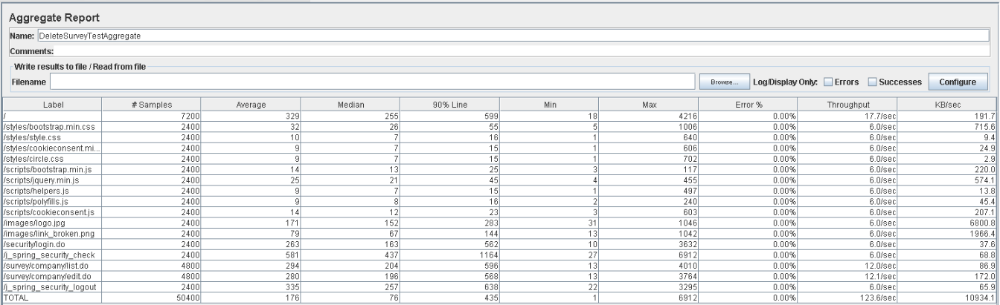 Aggregate Report
Name: DeleteSurveyTestAggregate
Comments:
Write results to file / Read from file
Filename Browse... Log/Display Only: Errors Successes Configure
Label # Samples Average Median 90% Line Min Max Error % Throughput KB/sec
/ 7200 329 255 599 18 4216 0.00% 17.7/sec 191.7
/styles/bootstrap.min.css 2400 32 26 55 5 1006 0.00% 6.0/sec 715.6
/styles/style.css 2400 10 7 16 1 640 0.00% 6.0/sec 9.4
/styles/cookieconsent.mi... 2400 9 7 15 1 606 0.00% 6.0/sec 24.9
/styles/circle.css 2400 9 7 15 1 702 0.00% 6.0/sec 2.9
/scripts/bootstrap.min.js 2400 14 13 25 3 117 0.00% 6.0/sec 220.0
/scripts/jquery.min.js 2400 25 21 45 4 455 0.00% 6.0/sec 574.1
/scripts/helpers.js 2400 9 7 15 1 497 0.00% 6.0/sec 13.8
/scripts/polyfills.js 2400 9 8 16 2 240 0.00% 6.0/sec 45.4
/scripts/cookieconsent.js 2400 14 12 23 3 603 0.00% 6.0/sec 207.1
/images/logo.jpg 2400 171 152 283 31 1046 0.00% 6.0/sec 6800.8
/images/link_broken.png 2400 79 67 144 13 1042 0.00% 6.0/sec 1966.4
/security/login.do 2400 263 163 562 10 3632 0.00% 6.0/sec 37.6
/j_spring_security_check 2400 581 437 1164 27 6912 0.00% 6.0/sec 68.8
/survey/company/list.do 4800 294 204 596 13 4010 0.00% 12.0/sec 86.9
/survey/company/edit.do 4800 280 196 568 13 3764 0.00% 12.1/sec 172.0
/j_spring_security_logout 2400 335 257 638 22 3295 0.00% 6.0/sec 65.9
TOTAL 50400 176 76 435 1 6912 0.00% 123.6/sec 10934.1